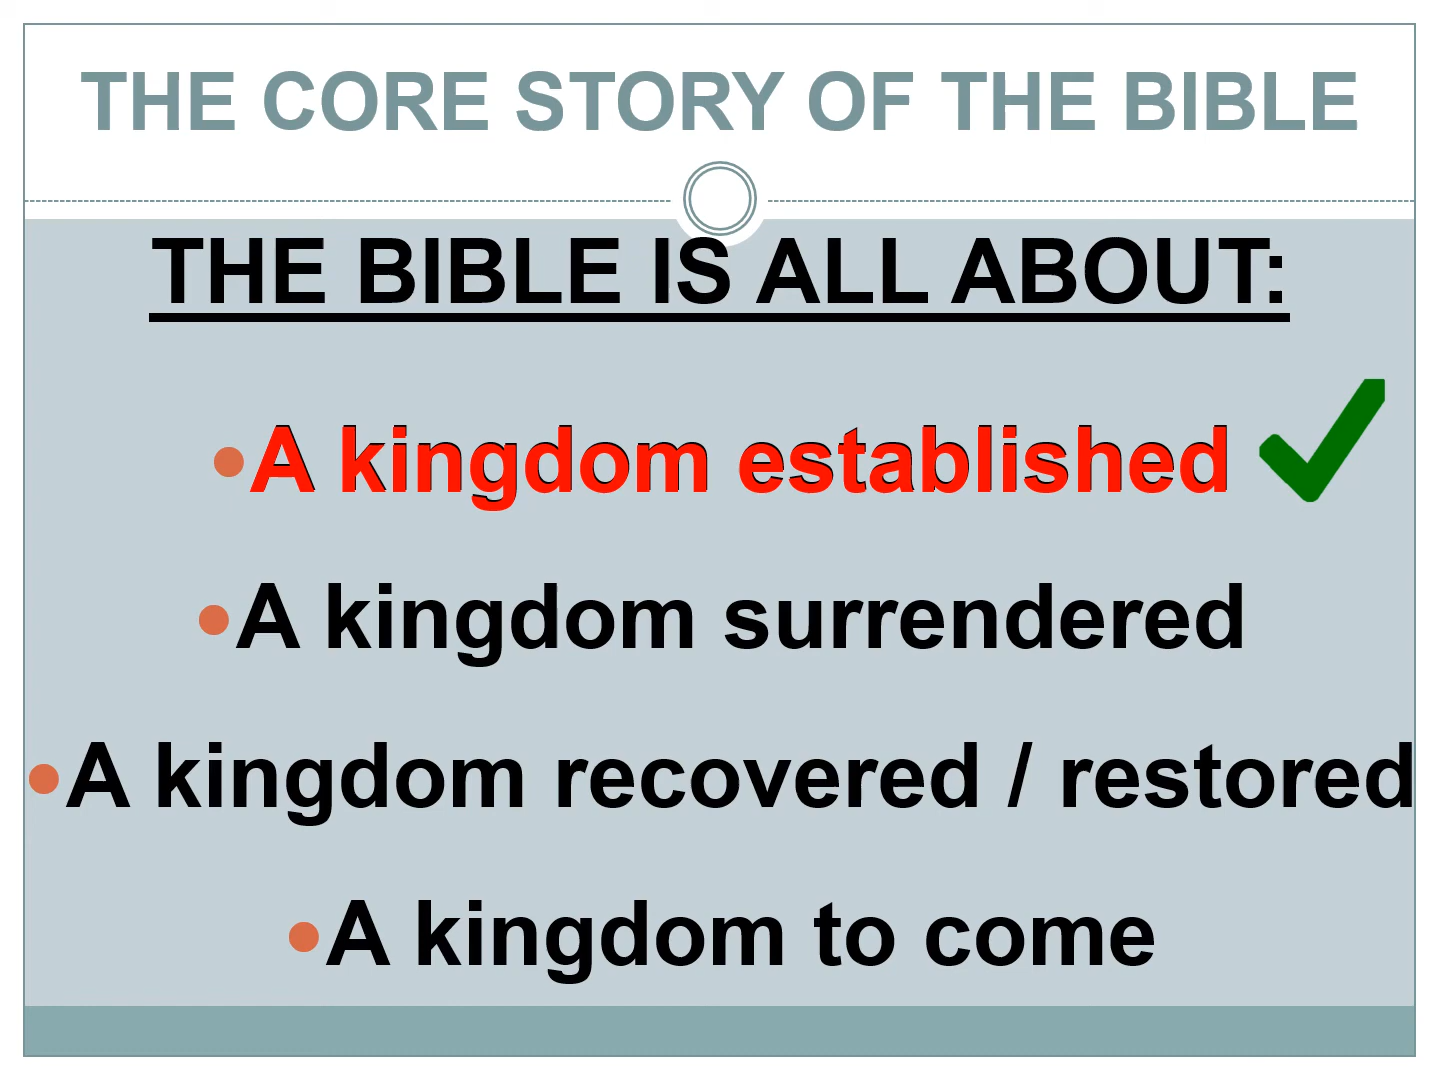 THE CORE STORY OF THE BIBLE
THE BIBLE IS ALL ABOUT:
•A kingdom established
•A kingdom surrendered
•A kingdom recovered / restored
•A kingdom to come